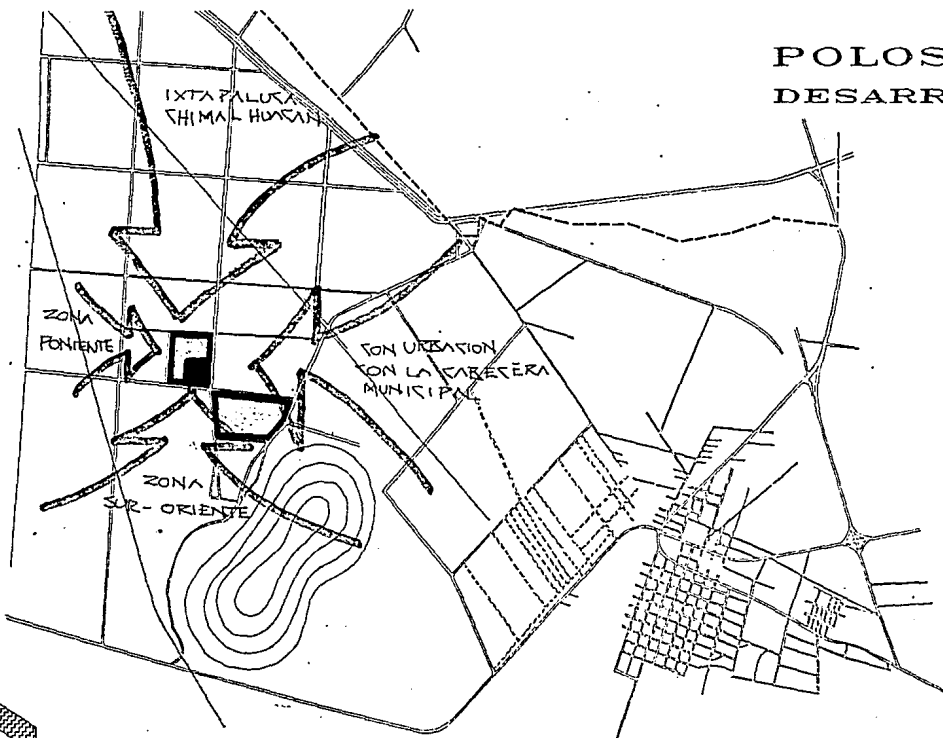 POLOS
DESARR
IXTAPALUCA
CHIMALHUACAN
ZONA
PONIENTE
CON URBACION
CON LA CABECERA
MUNICIPAL
ZONA
SUR-ORIENTE